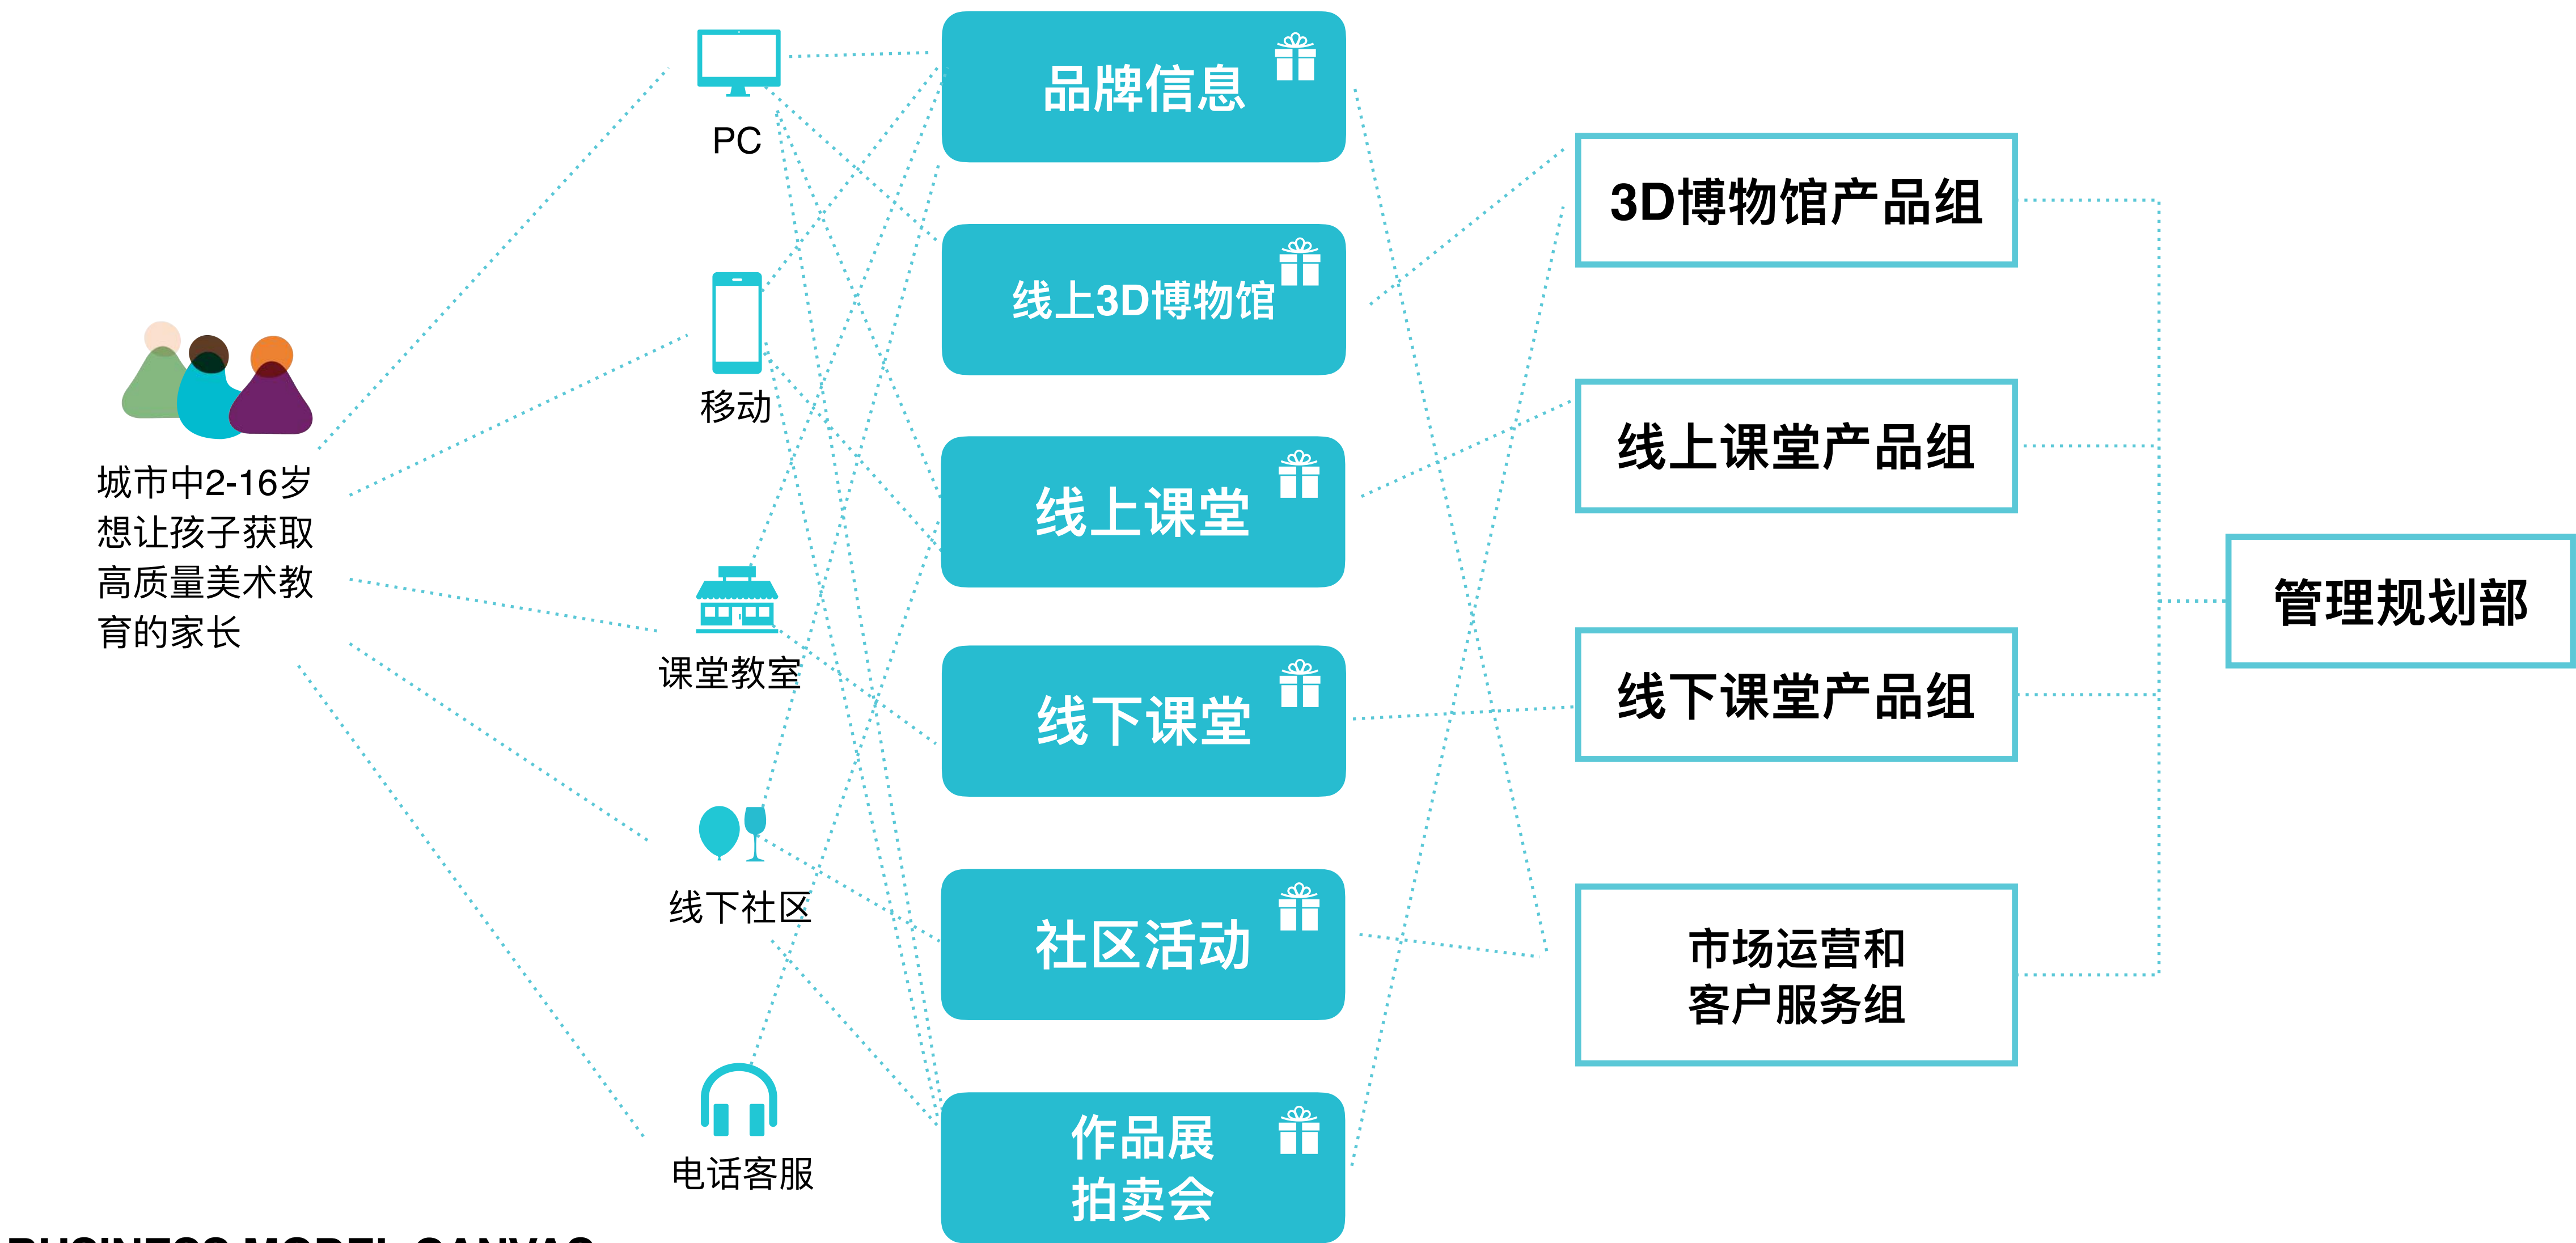 PC
移动
课堂教室
线下社区
电话客服
城市中2-16岁
想让孩子获取
高质量美术教
育的家长
品牌信息
线上3D博物馆
线上课堂
线下课堂
社区活动
作品展
拍卖会
3D博物馆产品组
线上课堂产品组
线下课堂产品组
市场运营和
客户服务组
管理规划部
BUSINESS MODEL CANVAS